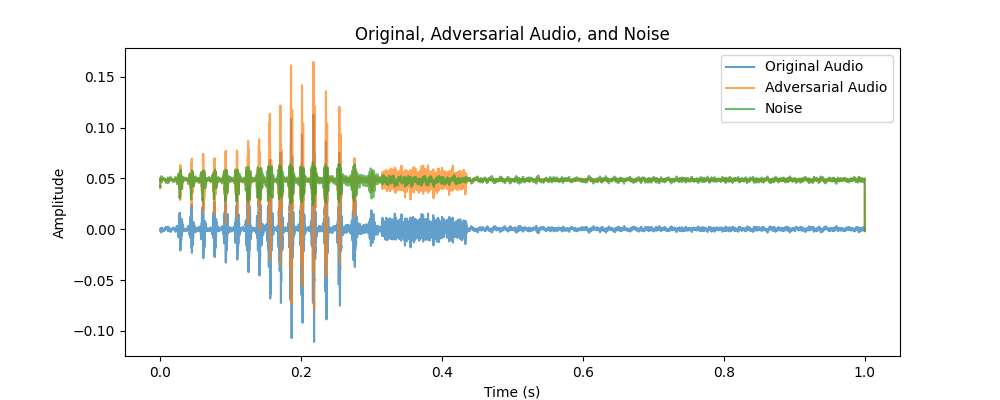 Original, Adversarial Audio, and Noise
Original Audio
Adversarial Audio
Noise
Amplitude
0.15
0.10
0.05
0.00
−0.05
−0.10
0.0 0.2 0.4 0.6 0.8 1.0
Time (s)